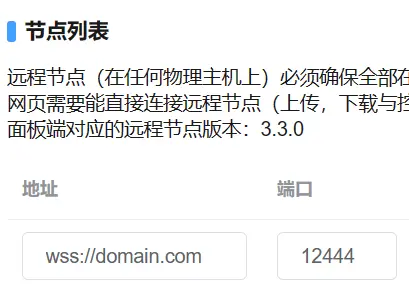 节点列表
远程节点（在任何物理主机上）必须确保全部在
网页需要能直接连接远程节点（上传，下载与控
面板端对应的远程节点版本：3.3.0
地址 端口
wss://domain.com 12444